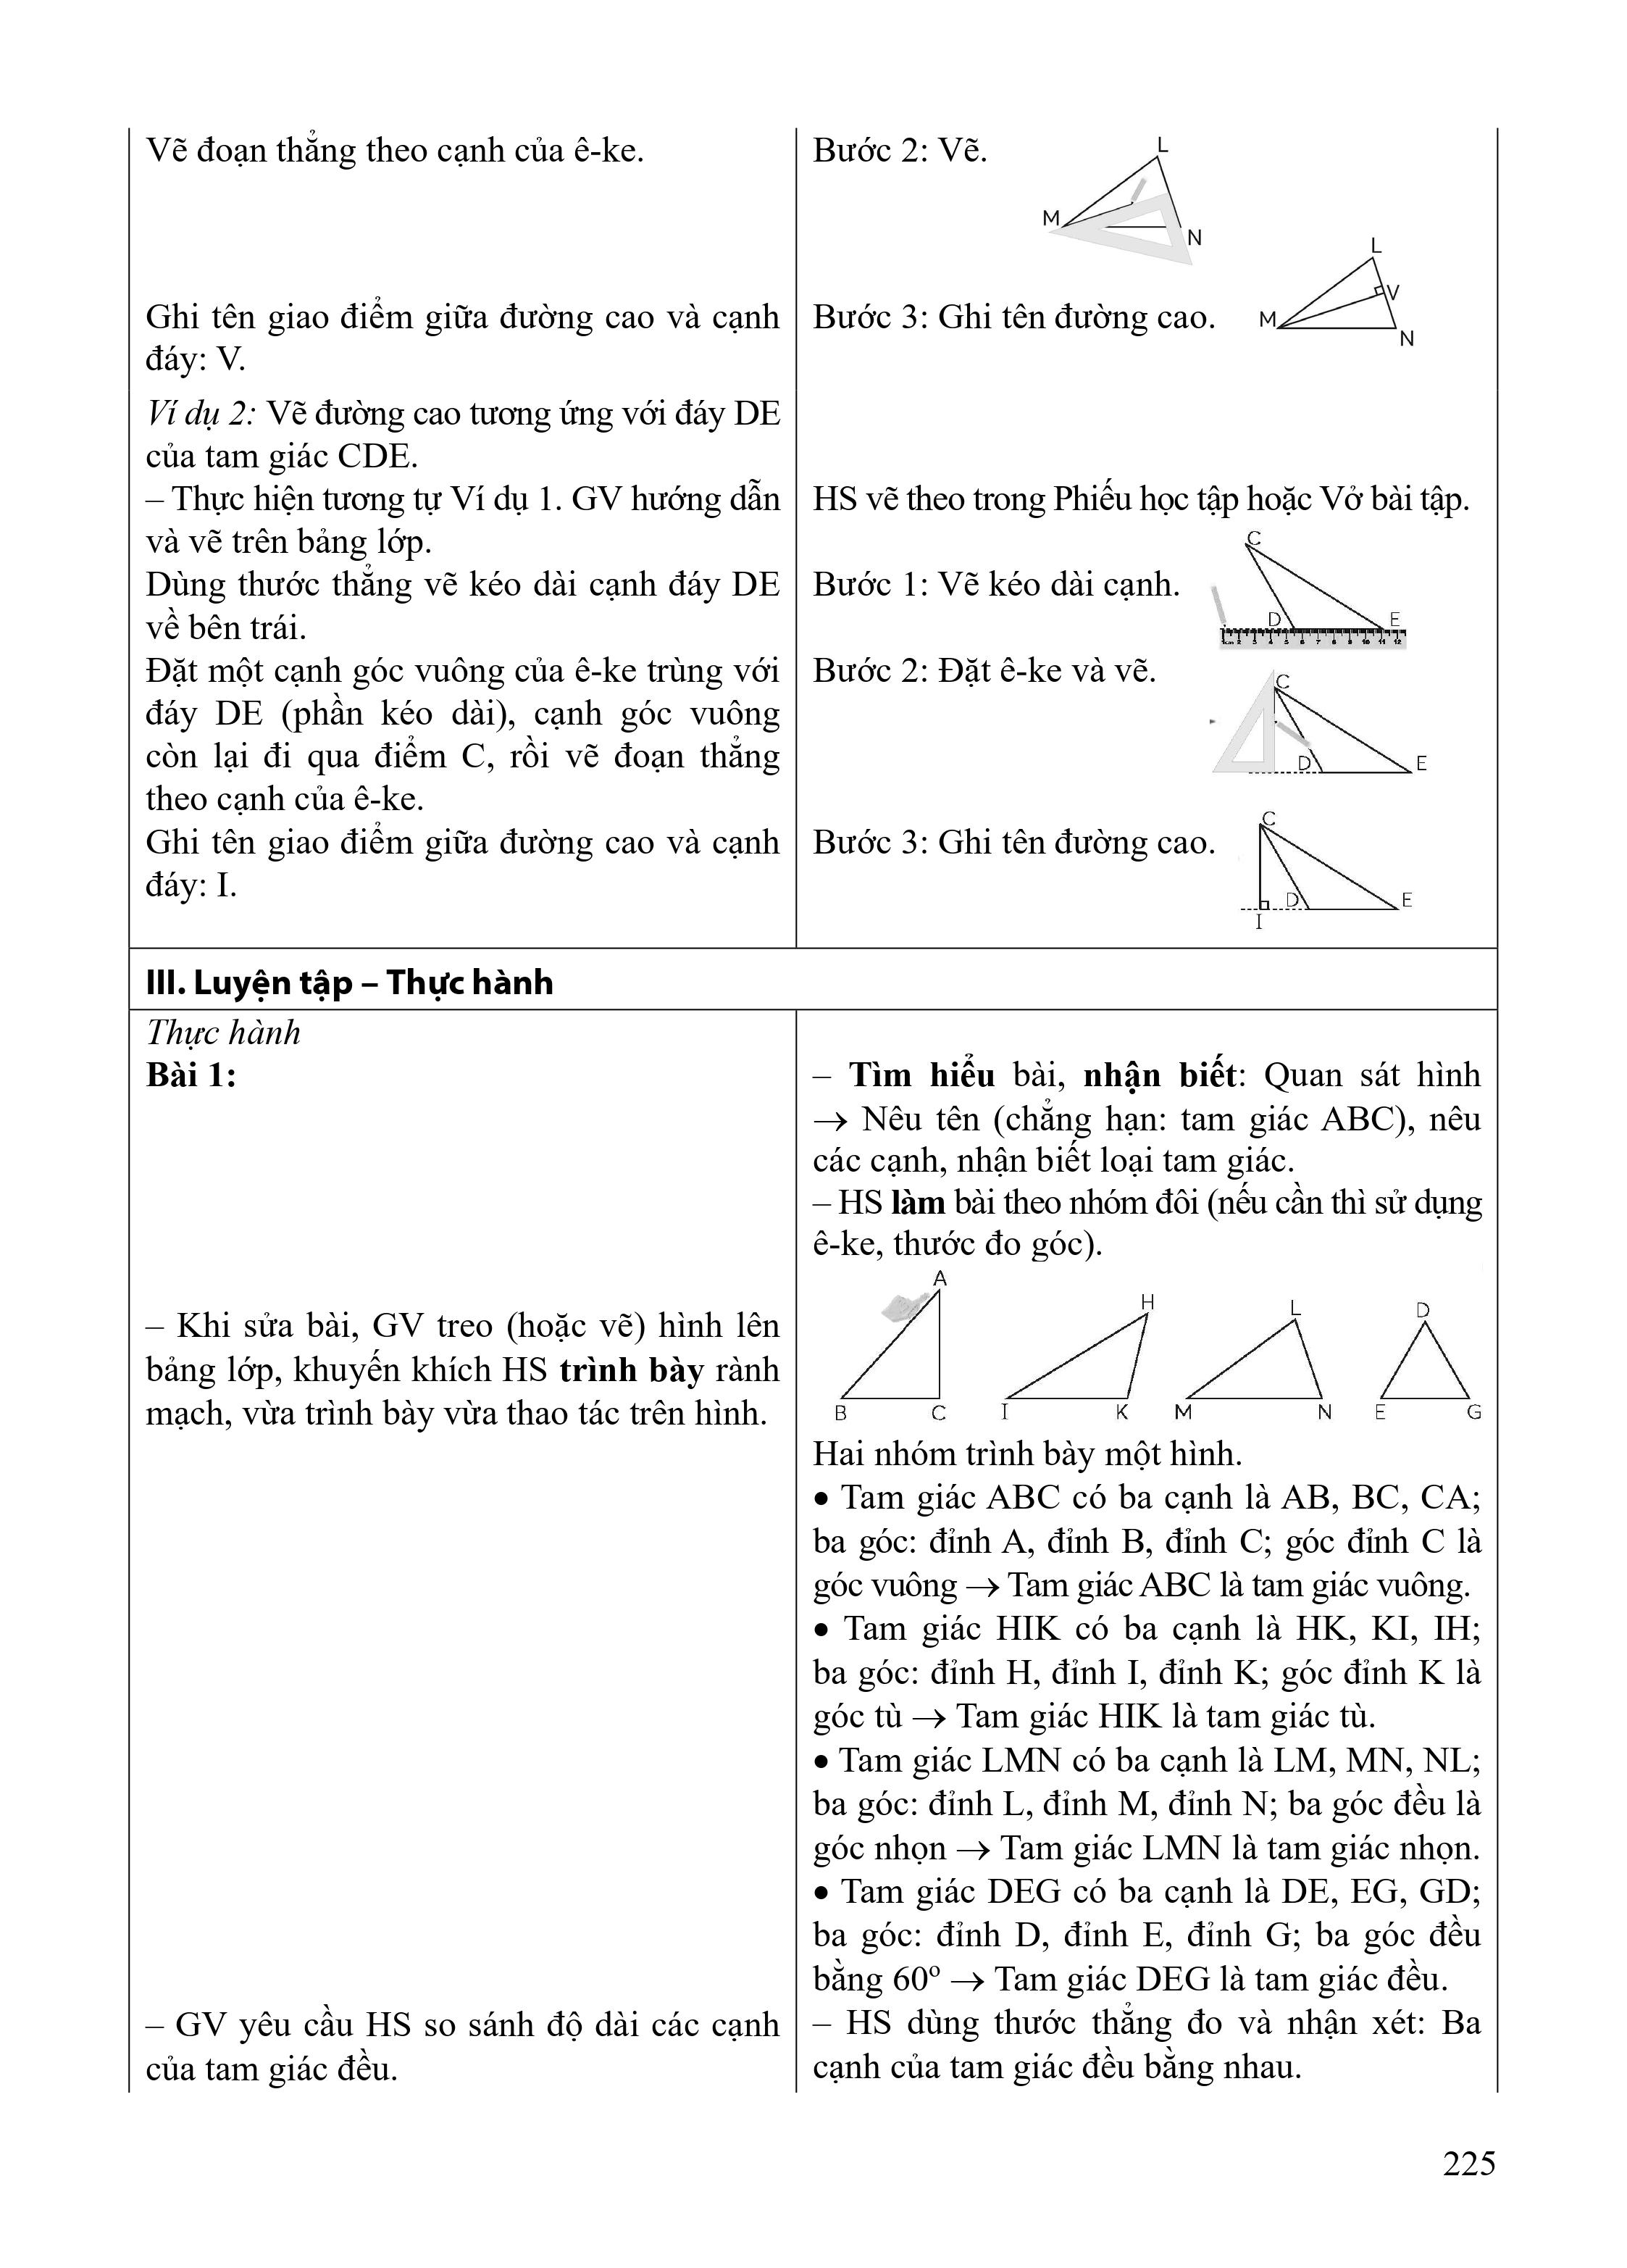 Vẽ đoạn thẳng theo cạnh của ê-ke.
Bước 2: Vẽ.
L
M
N
Ghi tên giao điểm giữa đường cao và cạnh
đáy: V.
Bước 3: Ghi tên đường cao.
L
V
M
N
Ví dụ 2: Vẽ đường cao tương ứng với đáy DE
của tam giác CDE.
– Thực hiện tương tự Ví dụ 1. GV hướng dẫn
và vẽ trên bảng lớp.
HS vẽ theo trong Phiếu học tập hoặc Vở bài tập.
Dùng thước thẳng vẽ kéo dài cạnh đáy DE
về bên trái.
Bước 1: Vẽ kéo dài cạnh.
C
D
E
1cm 2 3 4 5 6 7 8 9 10 11 12
Đặt một cạnh góc vuông của ê-ke trùng với
đáy DE (phần kéo dài), cạnh góc vuông
còn lại đi qua điểm C, rồi vẽ đoạn thẳng
theo cạnh của ê-ke.
Bước 2: Đặt ê-ke và vẽ.
C
D
E
Ghi tên giao điểm giữa đường cao và cạnh
đáy: I.
Bước 3: Ghi tên đường cao.
C
D
E
I
III. Luyện tập – Thực hành
Thực hành
Bài 1:
– Tìm hiểu bài, nhận biết: Quan sát hình
→ Nêu tên (chẳng hạn: tam giác ABC), nêu
các cạnh, nhận biết loại tam giác.
– HS làm bài theo nhóm đôi (nếu cần thì sử dụng
ê-ke, thước đo góc).
– Khi sửa bài, GV treo (hoặc vẽ) hình lên
bảng lớp, khuyến khích HS trình bày rành
mạch, vừa trình bày vừa thao tác trên hình.
A H L D
B C I K M N E G
Hai nhóm trình bày một hình.
• Tam giác ABC có ba cạnh là AB, BC, CA;
ba góc: đỉnh A, đỉnh B, đỉnh C; góc đỉnh C là
góc vuông → Tam giác ABC là tam giác vuông.
• Tam giác HIK có ba cạnh là HK, KI, IH;
ba góc: đỉnh H, đỉnh I, đỉnh K; góc đỉnh K là
góc tù → Tam giác HIK là tam giác tù.
• Tam giác LMN có ba cạnh là LM, MN, NL;
ba góc: đỉnh L, đỉnh M, đỉnh N; ba góc đều là
góc nhọn → Tam giác LMN là tam giác nhọn.
• Tam giác DEG có ba cạnh là DE, EG, GD;
ba góc: đỉnh D, đỉnh E, đỉnh G; ba góc đều
bằng 60º → Tam giác DEG là tam giác đều.
– GV yêu cầu HS so sánh độ dài các cạnh
của tam giác đều.
– HS dùng thước thẳng đo và nhận xét: Ba
cạnh của tam giác đều bằng nhau.
225